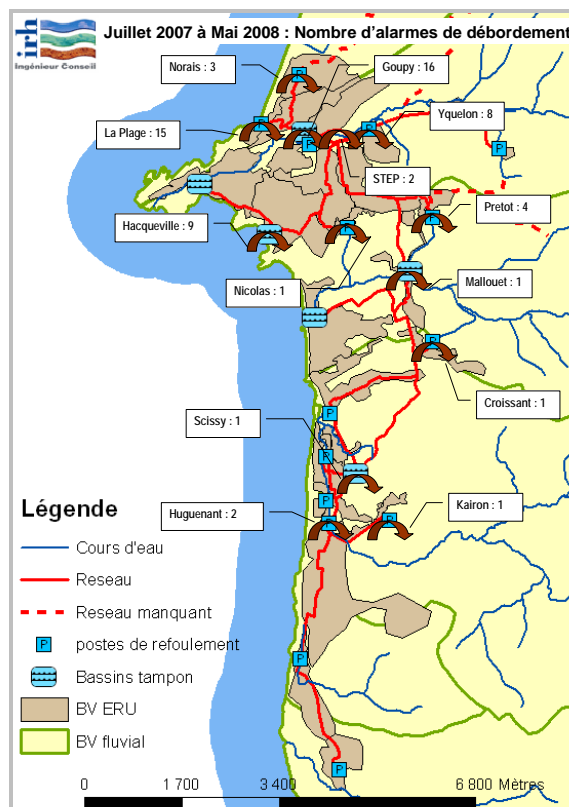 irh
Ingénieur Conseil
Juillet 2007 à Mai 2008 : Nombre d'alarmes de débordement
Norais : 3
Goupy : 16
La Plage : 15
Yquelon : 8
STEP : 2
Pretot : 4
Hacqueville : 9
Nicolas : 1
Mallouet : 1
Croissant : 1
Scissy : 1
Huguenant : 2
Kairon : 1
P
P
P
P
P
P
P
P
P
P
P
P
P
P
Légende
Cours d'eau
Reseau
Reseau manquant
P postes de refoulement
Bassins tampon
BV ERU
BV fluvial
0 1 700 3 400 6 800 Mètres